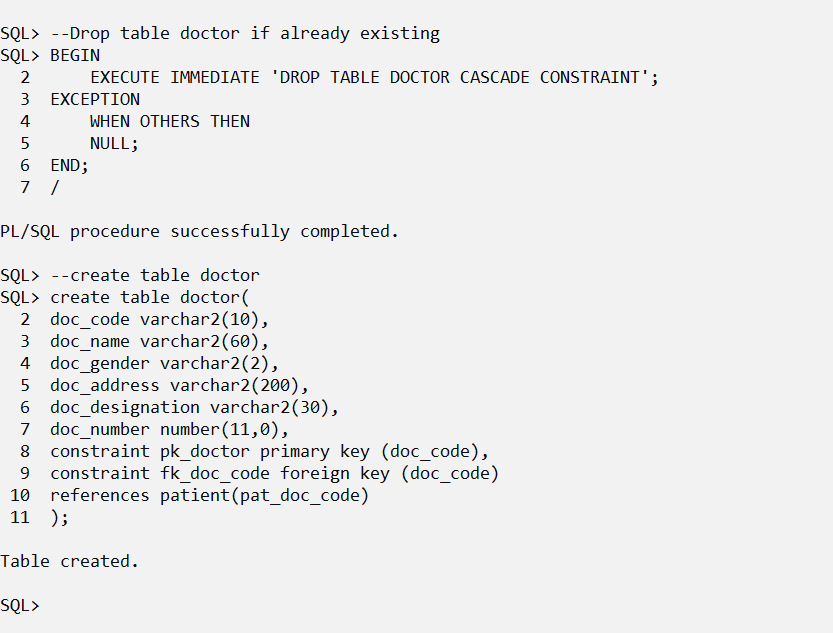 SQL> --Drop table doctor if already existing
SQL> BEGIN
  2      EXECUTE IMMEDIATE 'DROP TABLE DOCTOR CASCADE CONSTRAINT';
  3  EXCEPTION
  4      WHEN OTHERS THEN
  5      NULL;
  6  END;
  7  /
PL/SQL procedure successfully completed.
SQL> --create table doctor
SQL> create table doctor(
  2  doc_code varchar2(10),
  3  doc_name varchar2(60),
  4  doc_gender varchar2(2),
  5  doc_address varchar2(200),
  6  doc_designation varchar2(30),
  7  doc_number number(11,0),
  8  constraint pk_doctor primary key (doc_code),
  9  constraint fk_doc_code foreign key (doc_code)
 10  references patient(pat_doc_code)
 11  );
Table created.
SQL>